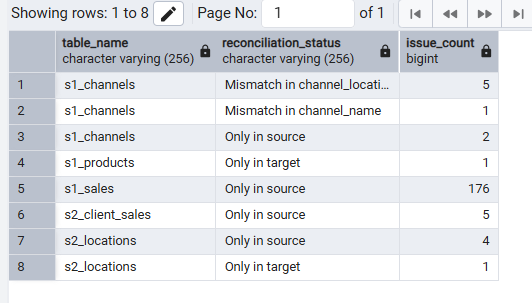 Showing rows: 1 to 8 Page No: 1 of 1
table_name reconciliation_status issue_count
character varying (256) character varying (256) bigint
1 s1_channels Mismatch in channel_locati... 5
2 s1_channels Mismatch in channel_name 1
3 s1_channels Only in source 2
4 s1_products Only in target 1
5 s1_sales Only in source 176
6 s2_client_sales Only in source 5
7 s2_locations Only in source 4
8 s2_locations Only in target 1